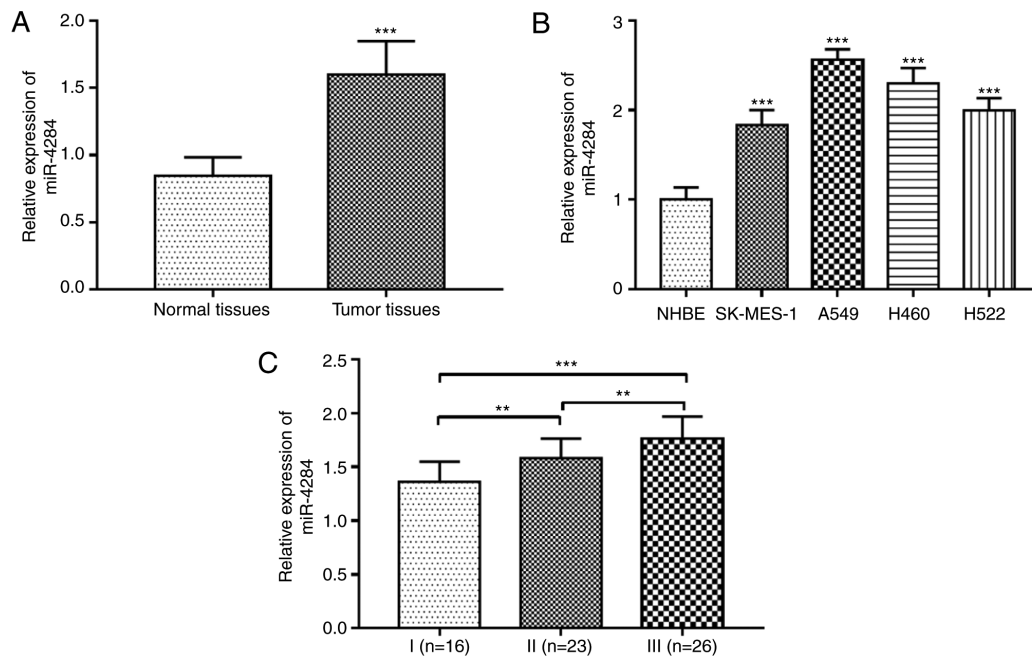 A
Relative expression of
miR-4284
2.0
1.5
1.0
0.5
0.0
***
Normal tissues
Tumor tissues
B
Relative expression of
miR-4284
3
2
1
0
***
***
***
***
NHBE
SK-MES-1
A549
H460
H522
C
Relative expression of
miR-4284
2.5
2.0
1.5
1.0
0.5
0.0
***
**
**
I (n=16)
II (n=23)
III (n=26)